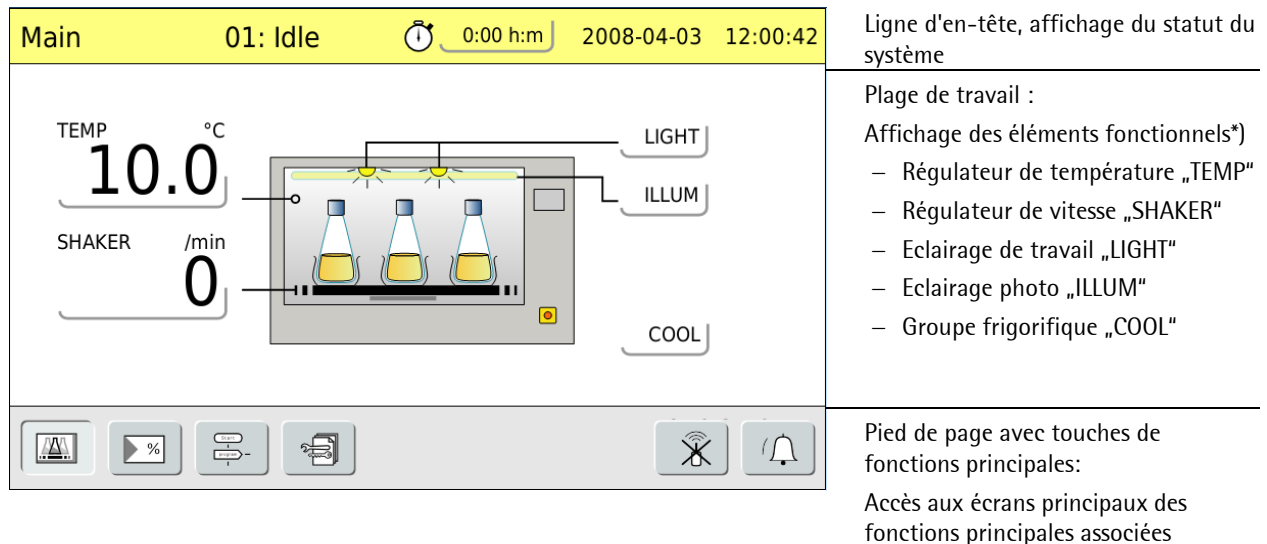 Main 01: Idle 0:00 h:m 2008-04-03 12:00:42
TEMP °C
10.0
SHAKER /min
0
LIGHT
ILLUM
COOL
%
Start
program
Ligne d'en-tête, affichage du statut du
système
Plage de travail :
Affichage des éléments fonctionnels*)
– Régulateur de température „TEMP“
– Régulateur de vitesse „SHAKER“
– Eclairage de travail „LIGHT“
– Eclairage photo „ILLUM“
– Groupe frigorifique „COOL“
Pied de page avec touches de
fonctions principales:
Accès aux écrans principaux des
fonctions principales associées